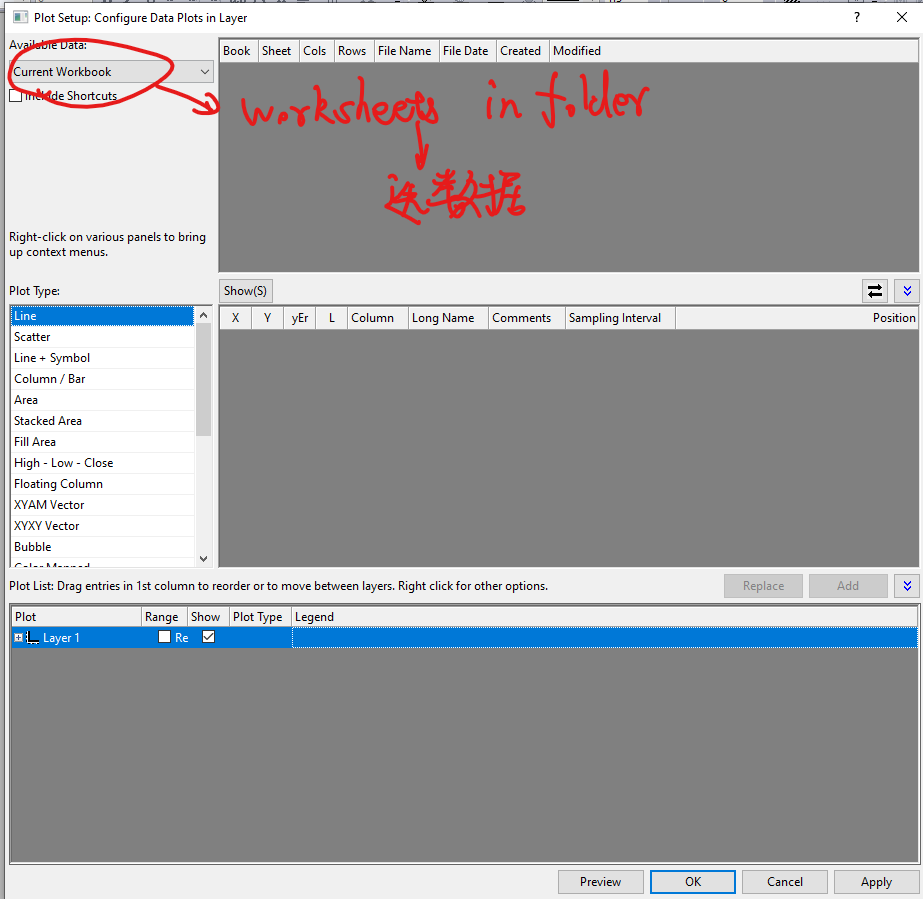 Plot Setup: Configure Data Plots in Layer
Available Data:
Current Workbook
Include Shortcuts
Book Sheet Cols Rows File Name File Date Created Modified
worksheets in folder
选数据
Right-click on various panels to bring
up context menus.
Plot Type:
Show(S)
Line
Scatter
Line + Symbol
Column / Bar
Area
Stacked Area
Fill Area
High - Low - Close
Floating Column
XYAM Vector
XYXY Vector
Bubble
Color Mapped
X Y yEr L Column Long Name Comments Sampling Interval Position
Plot List: Drag entries in 1st column to reorder or to move between layers. Right click for other options.
Replace Add
Plot Range Show Plot Type Legend
Layer 1 Re
Preview OK Cancel Apply